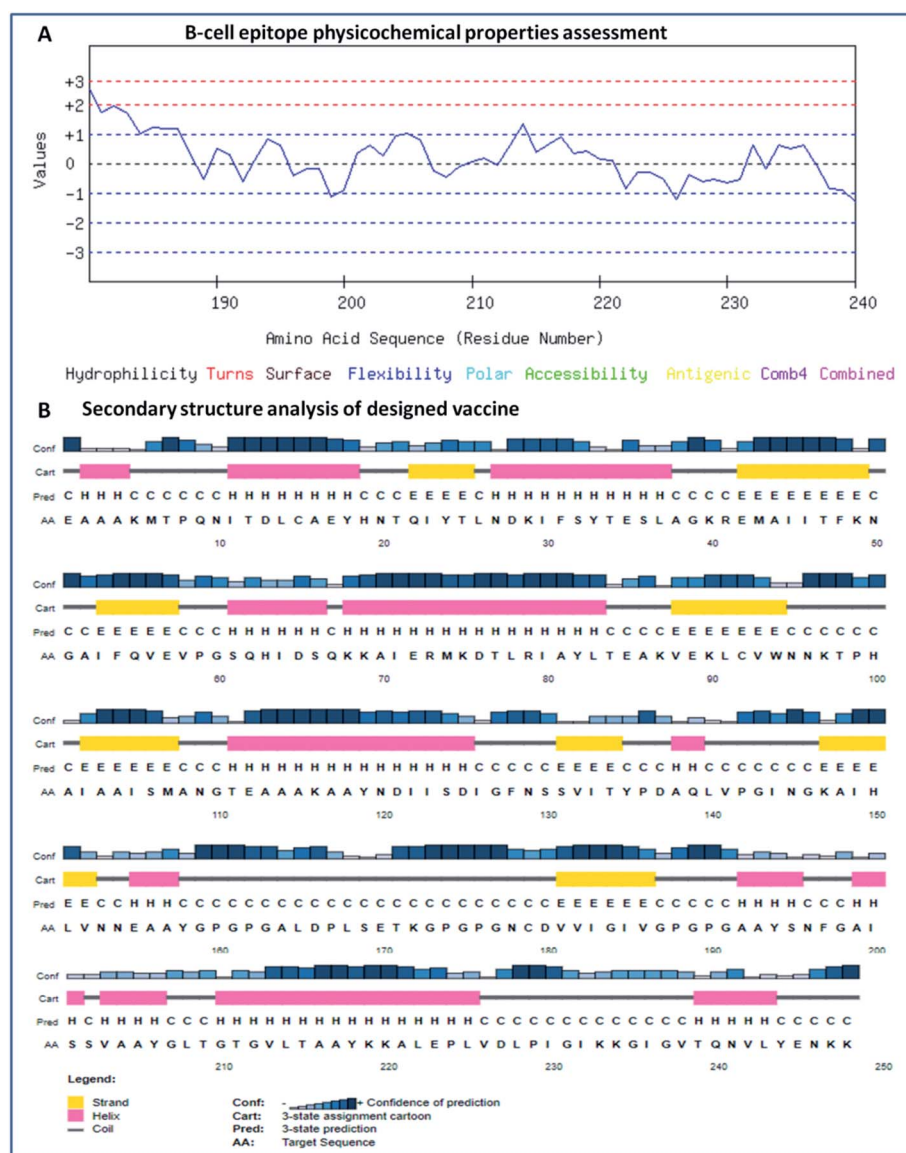 A B-cell epitope physicochemical properties assessment
+3
+2
+1
0
-1
-2
-3
Values
190 200 210 220 230 240
Amino Acid Sequence (Residue Number)
Hydrophilicity Turns Surface Flexibility Polar Accessibility Antigenic Comb4 Combined
B Secondary structure analysis of designed vaccine
Conf
Cart
Pred C H H H C C C C C C H H H H H H H H C C C E E E E C H H H H H H H H H H H C C C C E E E E E E E E C
AA E A A A K M T P Q N I T D L C A E Y H N T Q I Y T L N D K I F S Y T E S L A G K R E M A I I T F K N
10 20 30 40 50
Conf
Cart
Pred C C E E E E E C C C H H H H H H C H H H H H H H H H H H H H H H H C C C C E E E E E E E C C C C C C
AA G A I F Q V E V P G S Q H I D S Q K K A I E R M K D T L R I A Y L T E A K V E K L C V W N N K T P H
60 70 80 90 100
Conf
Cart
Pred C E E E E E E C C C H H H H H H H H H H H H H H H C C C C C E E E E C C C H H C C C C C C C E E E E
AA A I A A I S M A N G T E A A A K A A Y N D I I S D I G F N S S V I T Y P D A Q L V P G I N G K A I H
110 120 130 140 150
Conf
Cart
Pred E E C C H H H C C C C C C C C C C C C C C C C C C C C C C C E E E E E E C C C C C H H H H C C C H H
AA L V N N E A A Y G P G P G A L D P L S E T K G P G P G N C D V V I G I V G P G P G A A Y S N F G A I
160 170 180 190 200
Conf
Cart
Pred H C H H H H C C C H H H H H H H H H H H H H H H H C C C C C C C C C C C C C H H H H H C C C C C
AA S S V A A Y G L T G T G V L T A A Y K K A L E P L V D L P I G I K K G I G V T Q N V L Y E N K K
210 220 230 240 250
Legend:
Strand
Helix
Coil
Conf: - + Confidence of prediction
Cart: 3-state assignment cartoon
Pred: 3-state prediction
AA: Target Sequence